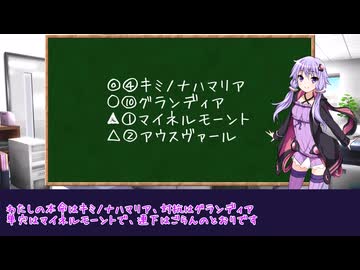 ◎④キミノナハマリア
○⑩グランディア
▲①マイネルモーント
△②アウスヴァール
わたしの本命はキミノナハマリア、対抗はグランディア
単穴はマイネルモーントで、連下はごらんのとおりです